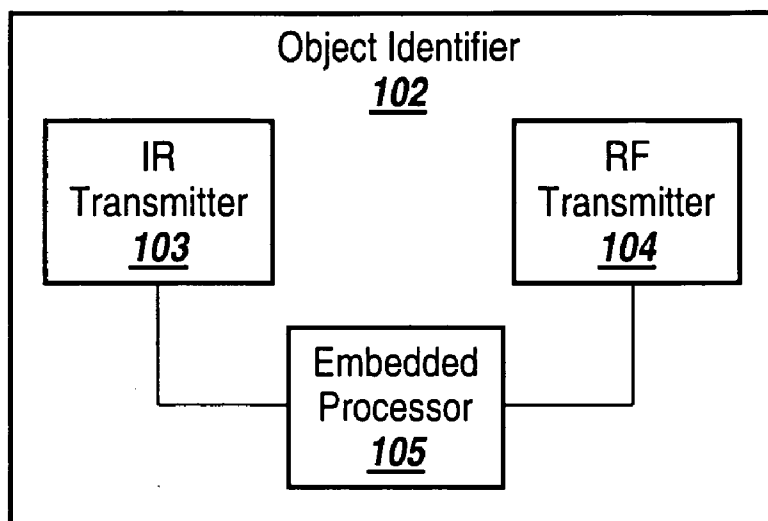 Object Identifier
102
IR
Transmitter
103
RF
Transmitter
104
Embedded
Processor
105